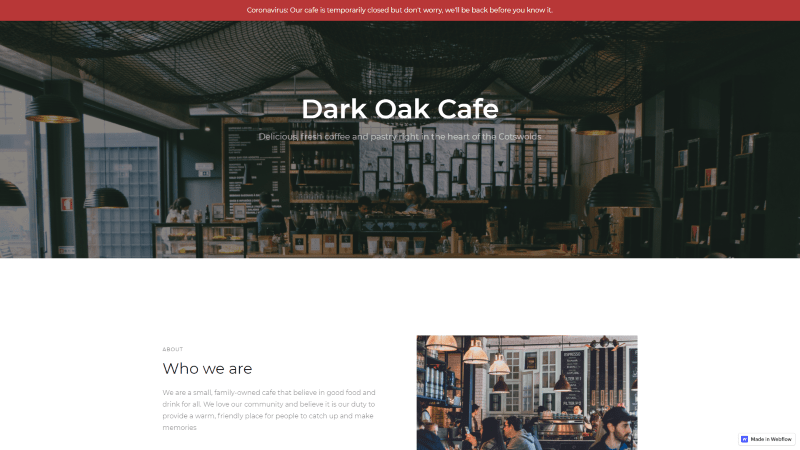 Coronavirus: Our cafe is temporarily closed but don't worry, we'll be back before you know it.
Dark Oak Cafe
Delicious, fresh coffee and pastry right in the heart of the Cotswolds
ABOUT
Who we are
We are a small, family-owned cafe that believe in good food and
drink for all. We love our community and believe it is our duty to
provide a warm, friendly place for people to catch up and make
memories
Made in Webflow